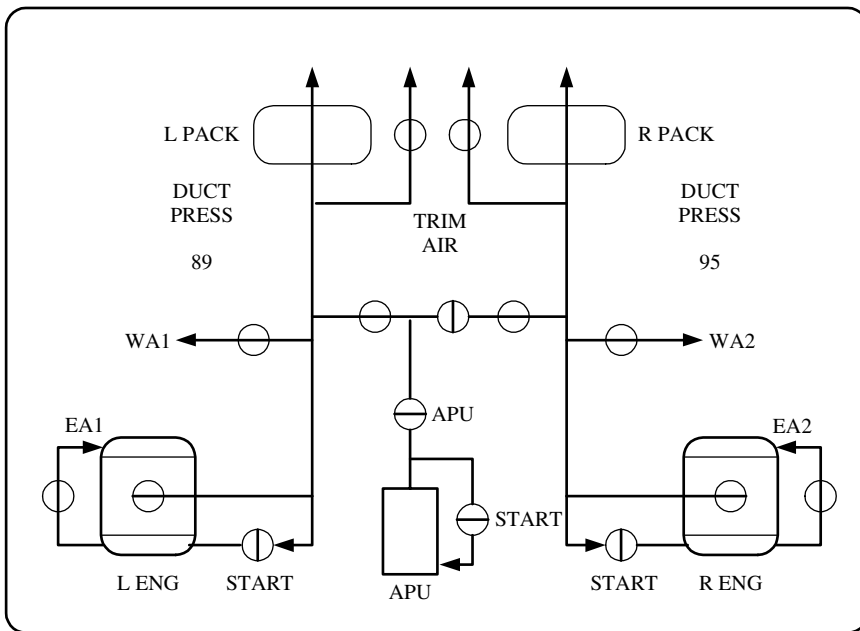 L PACK
R PACK
DUCT
PRESS
89
TRIM
AIR
DUCT
PRESS
95
WA1
WA2
EA1
APU
EA2
START
L ENG
START
APU
START
R ENG